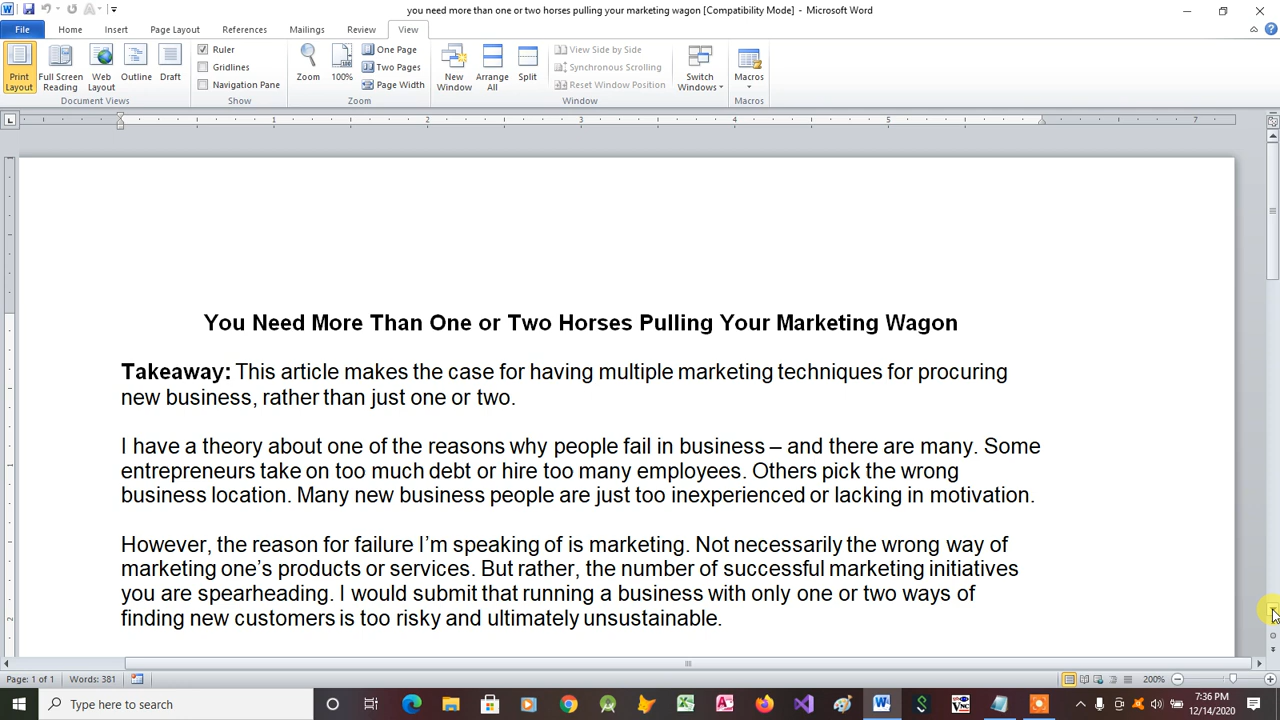 you need more than one or two horses pulling your marketing wagon [Compatibility Mode] - Microsoft Word
File Home Insert Page Layout References Mailings Review View
Print Layout
Full Screen Reading
Web Layout
Outline
Draft
Document Views
Ruler
Gridlines
Navigation Pane
Show
Zoom
100%
One Page
Two Pages
Page Width
Zoom
New Window
Arrange All
Split
View Side by Side
Synchronous Scrolling
Reset Window Position
Window
Switch Windows
Macros
Macros
1 2 3 4 5 7
You Need More Than One or Two Horses Pulling Your Marketing Wagon
Takeaway: This article makes the case for having multiple marketing techniques for procuring
new business, rather than just one or two.
I have a theory about one of the reasons why people fail in business – and there are many. Some
entrepreneurs take on too much debt or hire too many employees. Others pick the wrong
business location. Many new business people are just too inexperienced or lacking in motivation.
However, the reason for failure I’m speaking of is marketing. Not necessarily the wrong way of
marketing one’s products or services. But rather, the number of successful marketing initiatives
you are spearheading. I would submit that running a business with only one or two ways of
finding new customers is too risky and ultimately unsustainable.
Page: 1 of 1 Words: 381 200%
Type here to search
7:36 PM
12/14/2020